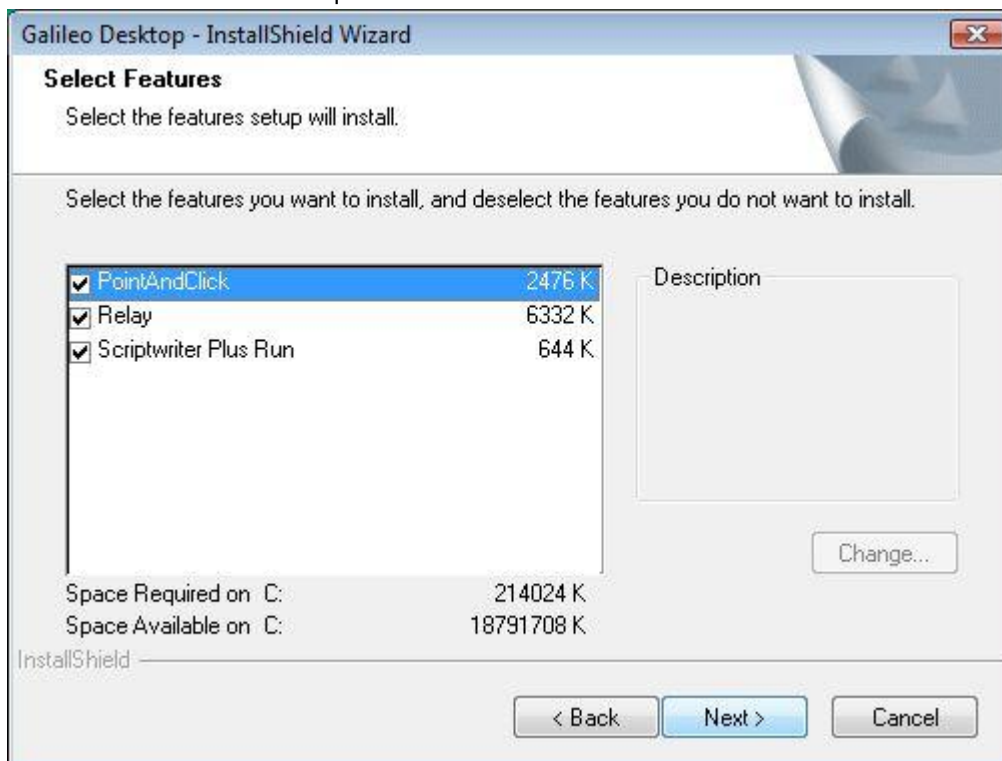 Galileo Desktop - InstallShield Wizard
Select Features
Select the features setup will install.
Select the features you want to install, and deselect the features you do not want to install.
PointAndClick 2476 K
Relay 6332 K
Scriptwriter Plus Run 644 K
Description
Change...
Space Required on C: 214024 K
Space Available on C: 18791708 K
InstallShield
< Back Next > Cancel